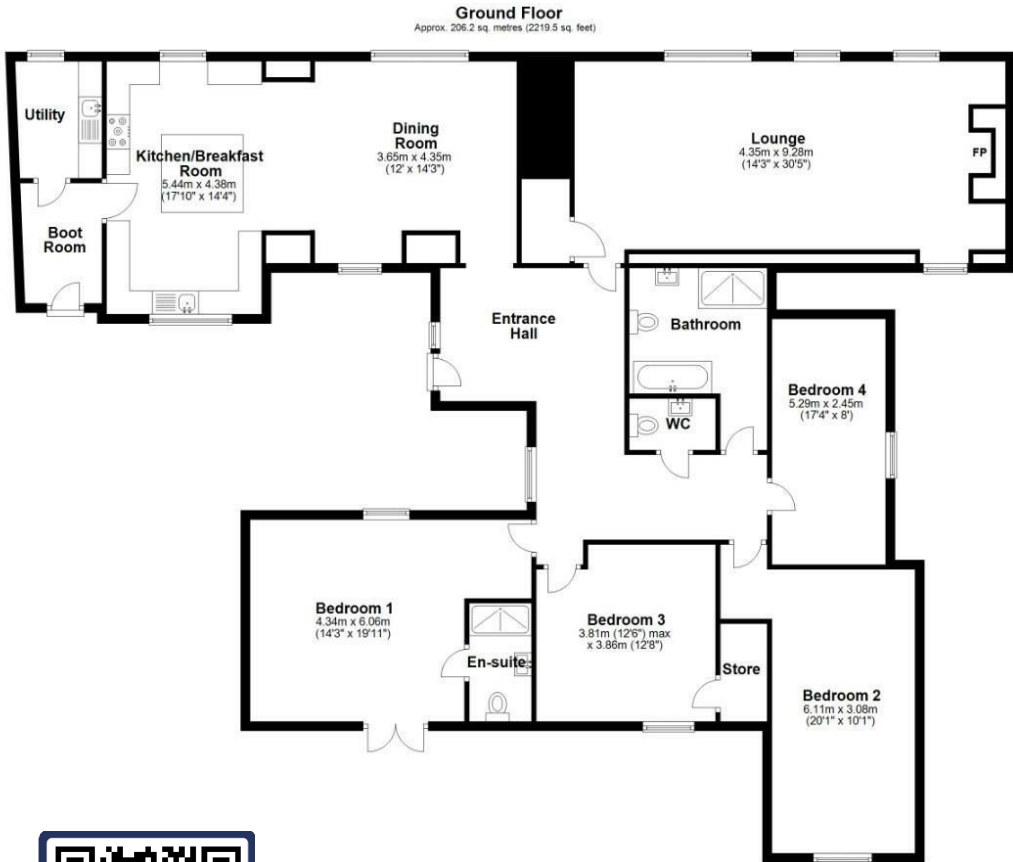 Ground Floor
Approx. 206.2 sq. metres (2219.5 sq. feet)
Utility
Kitchen/Breakfast
Room
5.44m x 4.38m
(17'10" x 14'4")
Dining
Room
3.65m x 4.35m
(12' x 14'3")
Lounge
4.35m x 9.28m
(14'3" x 30'5")
FP
Boot
Room
Entrance
Hall
Bathroom
WC
Bedroom 4
5.29m x 2.45m
(17'4" x 8')
Bedroom 1
4.34m x 6.06m
(14'3" x 19'11")
En-suite
Bedroom 3
3.81m (12'6") max
x 3.86m (12'8")
Store
Bedroom 2
6.11m x 3.08m
(20'1" x 10'1")